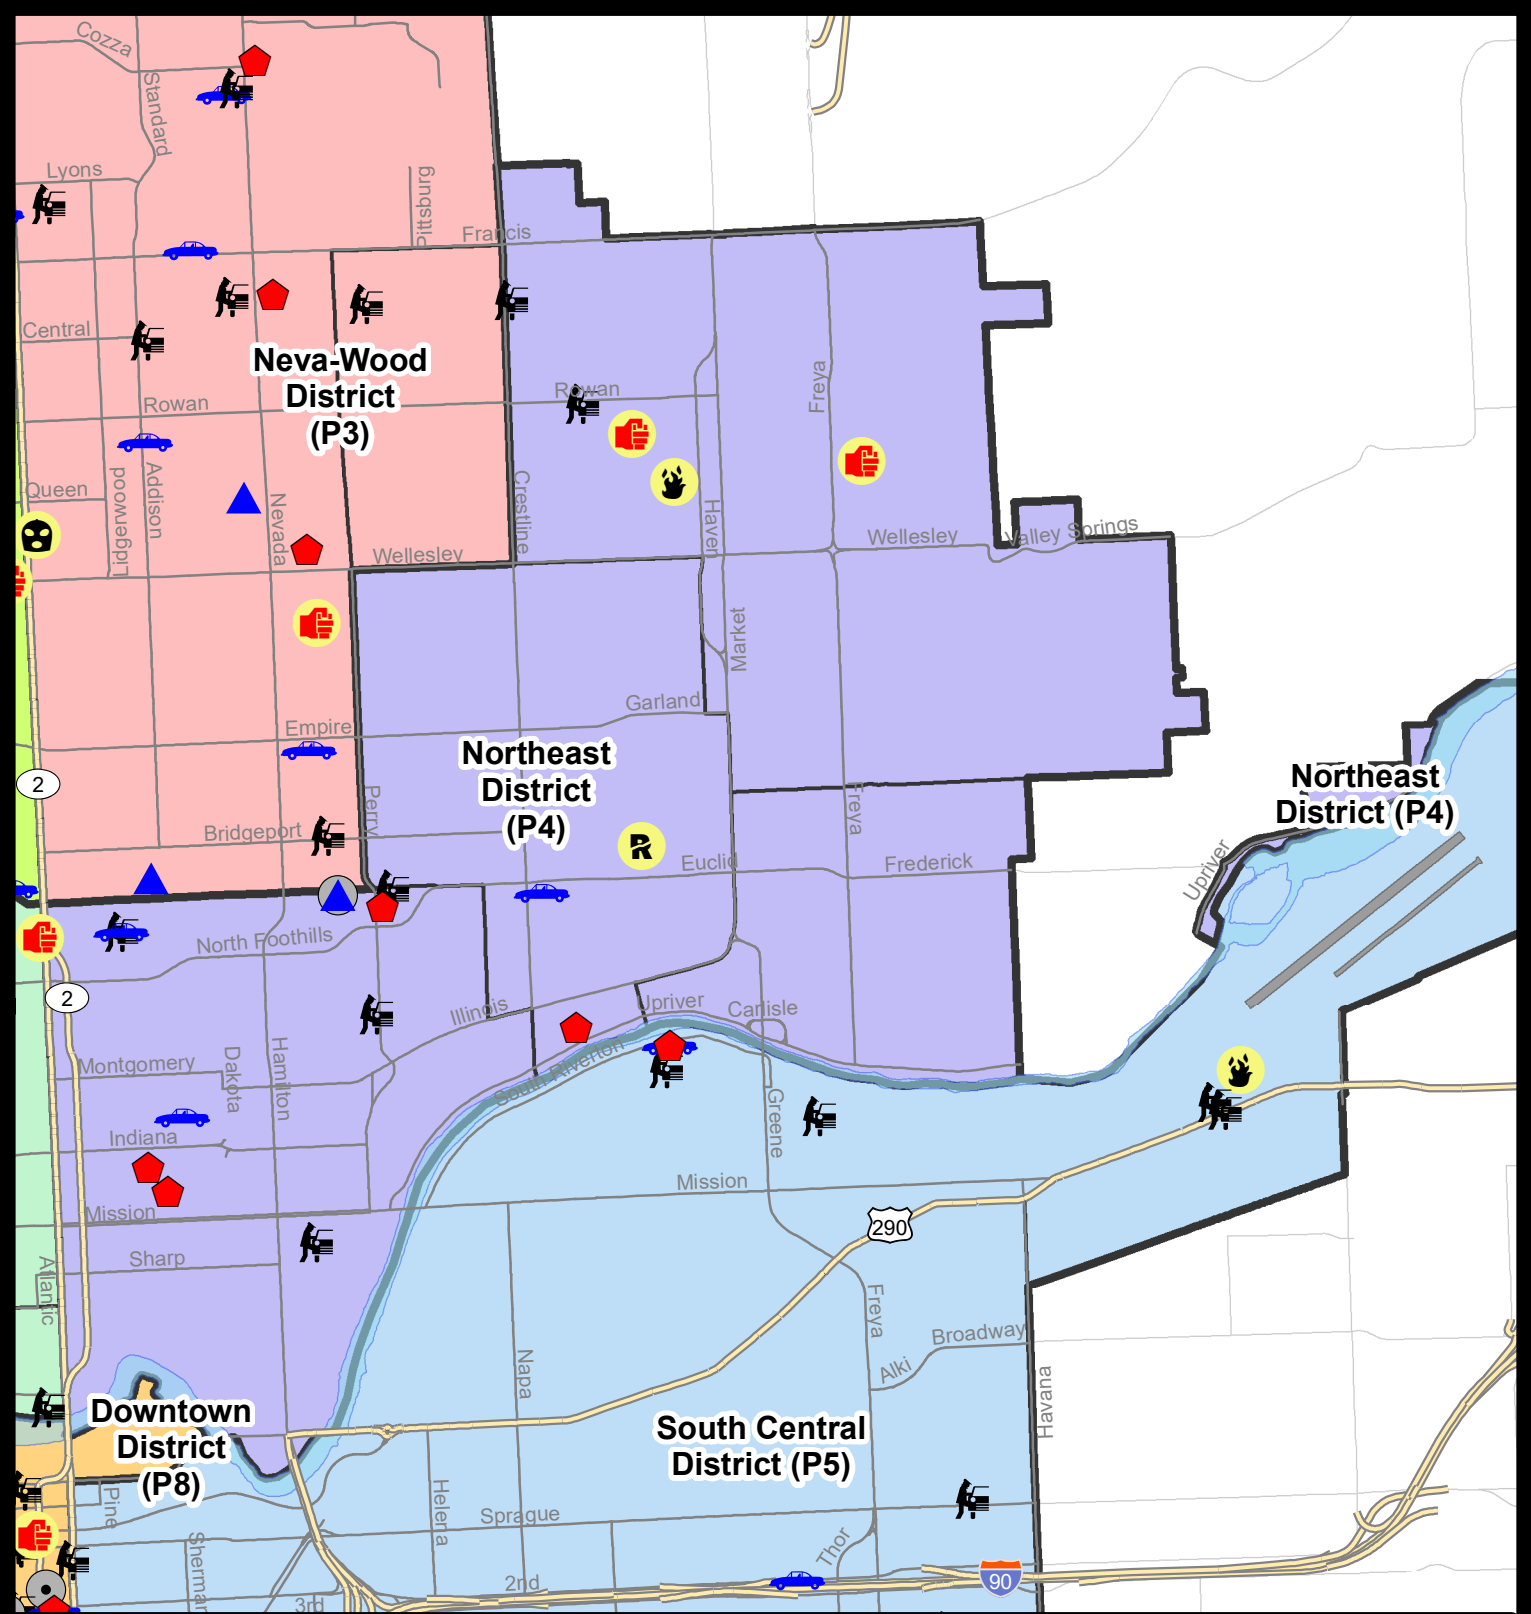 Cozza
Standard
Lyons
Pittsburg
Francis
Central
Neva-Wood
District
(P3)
Rowan
Rowan
Freya
Queen
Lidgerwood
Addison
Nevada
Crestline
Haven
Wellesley
Wellesley
Valley Springs
Market
Garland
Empire
Northeast
District
(P4)
Northeast
District (P4)
2
Perry
Freya
Bridgeport
R
Euclid
Frederick
Upriver
North Foothills
2
Illinois
Upriver
Carlisle
South Riverton
Montgomery
Dakota
Hamilton
Greene
Indiana
Mission
Mission
290
Sharp
Atlantic
Freya
Broadway
Alki
Napa
Havana
Downtown
District
(P8)
South Central
District (P5)
Pine
Helena
Sprague
Sherman
Thor
2nd
90
3rd